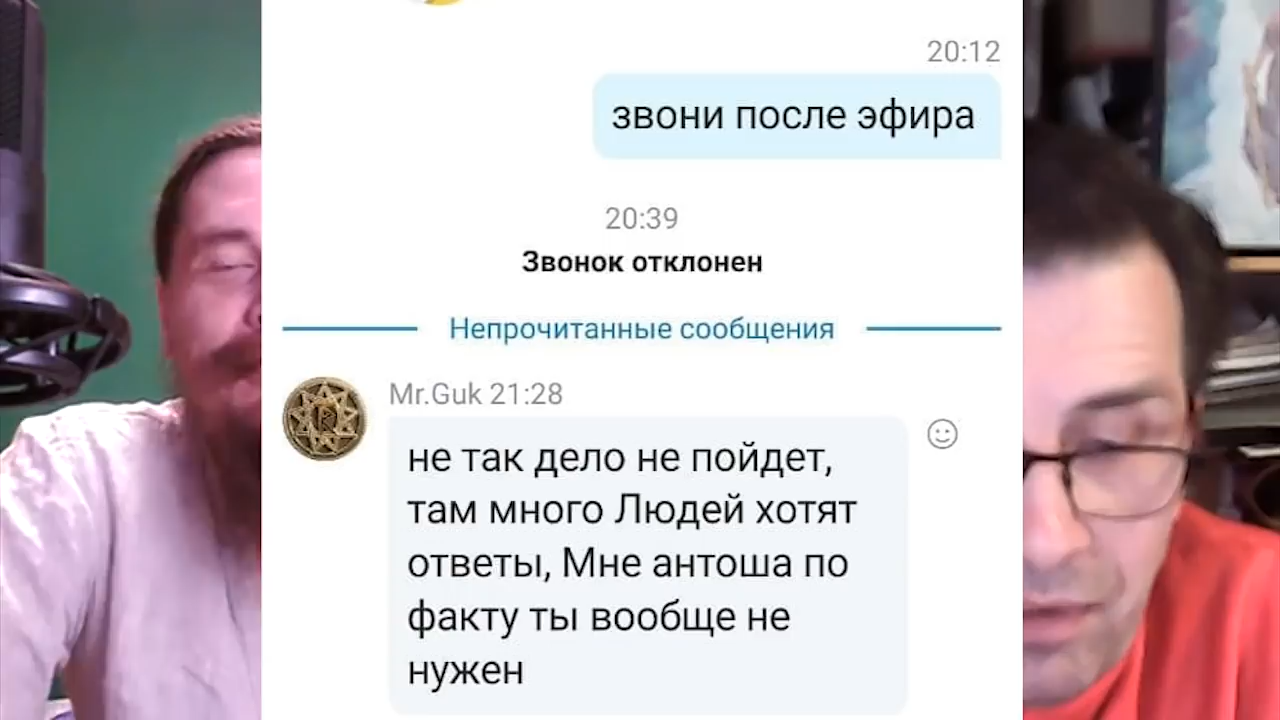 20:12
звони после эфира
20:39
Звонок отклонен
Непрочитанные сообщения
Mr.Guk 21:28
не так дело не пойдет,
там много Людей хотят
ответы, Мне антоша по
факту ты вообще не
нужен